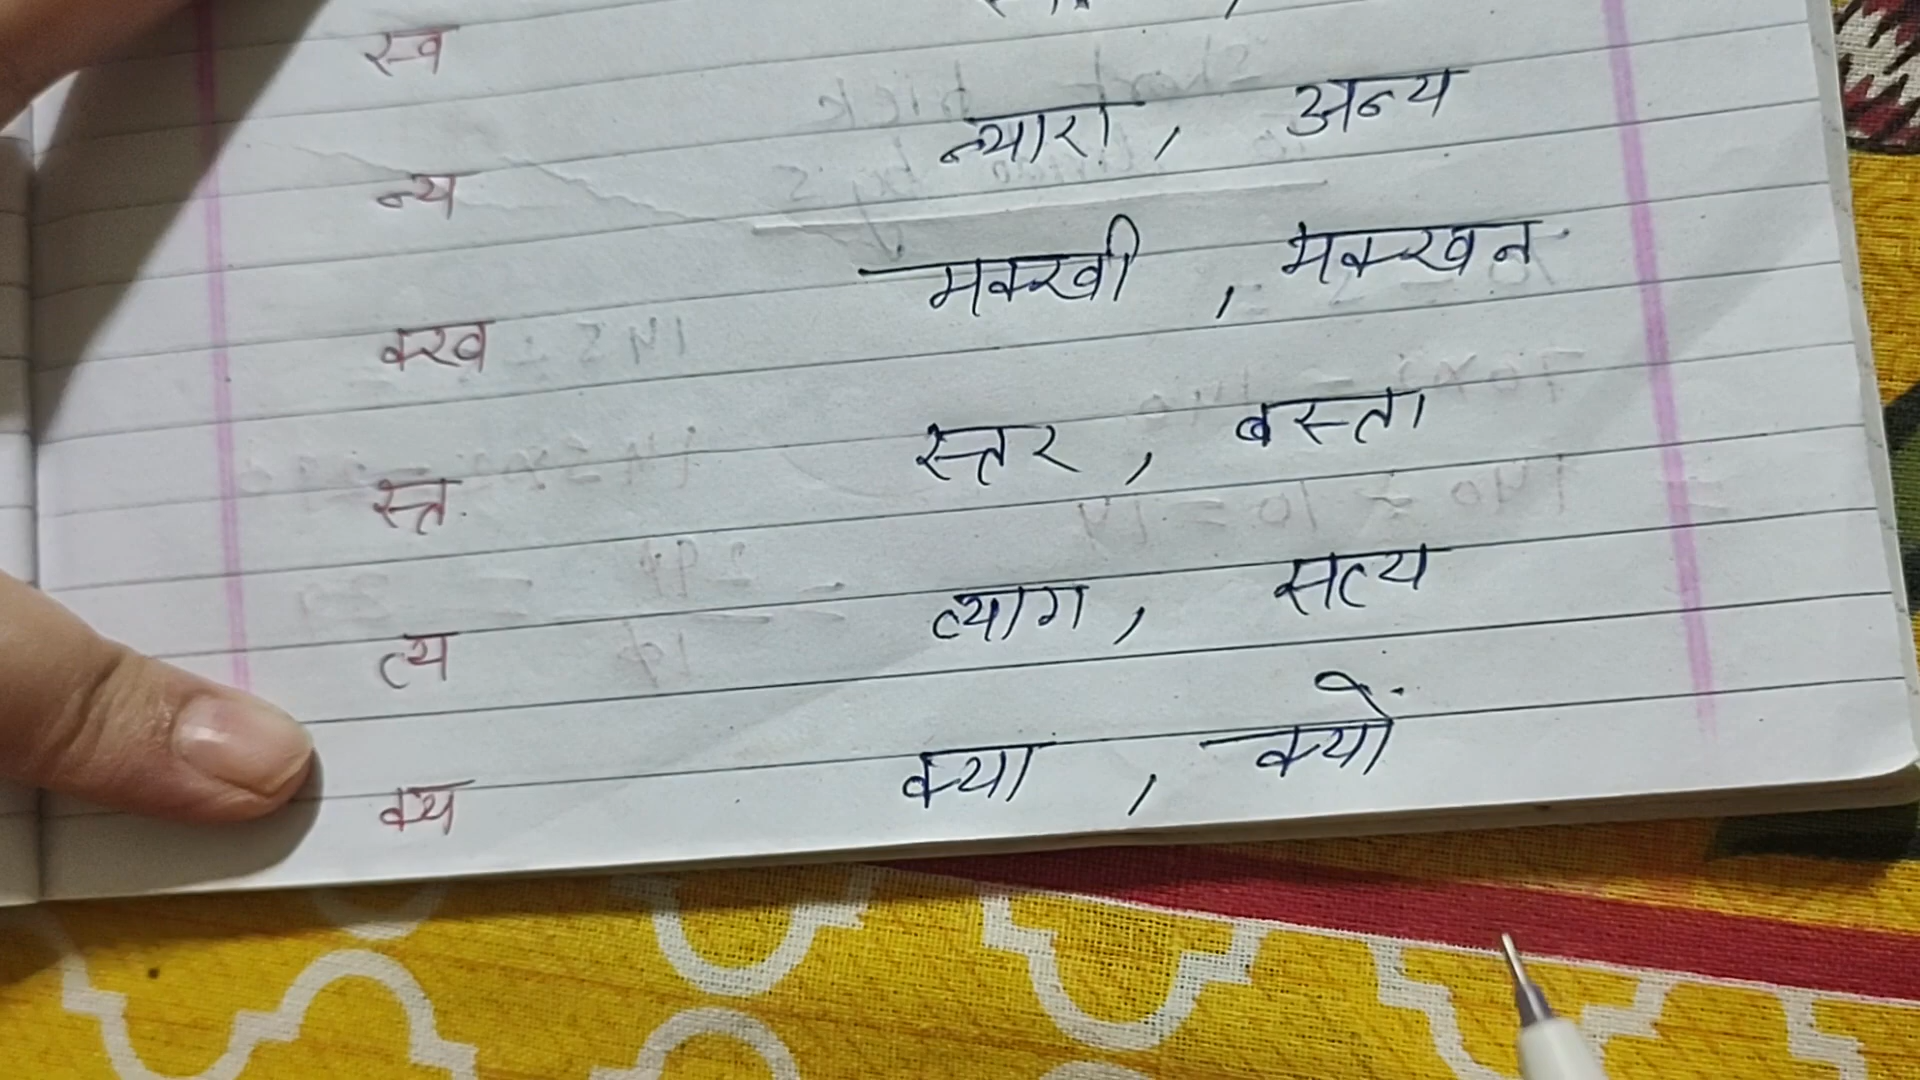 स्व
न्य न्यारा, अन्य
क्ख मक्खी, मक्खन
स्त स्तर, बस्ता
त्य त्याग, सत्य
क्य क्या, क्यों